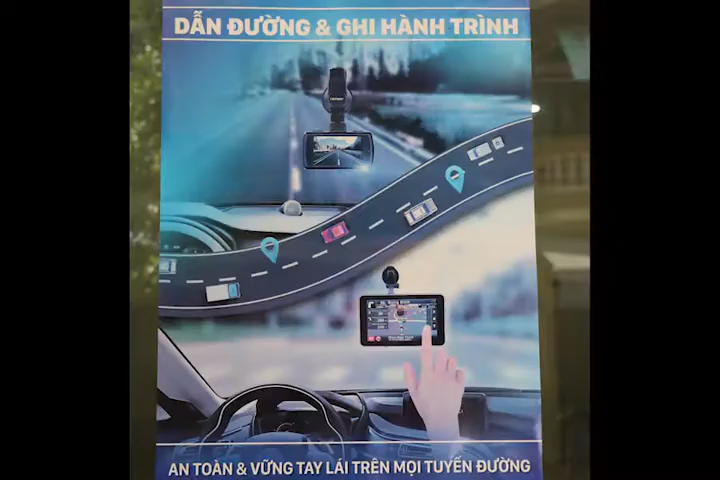 DẪN ĐƯỜNG & GHI HÀNH TRÌNH
AN TOÀN & VỮNG TAY LÁI TRÊN MỌI TUYẾN ĐƯỜNG